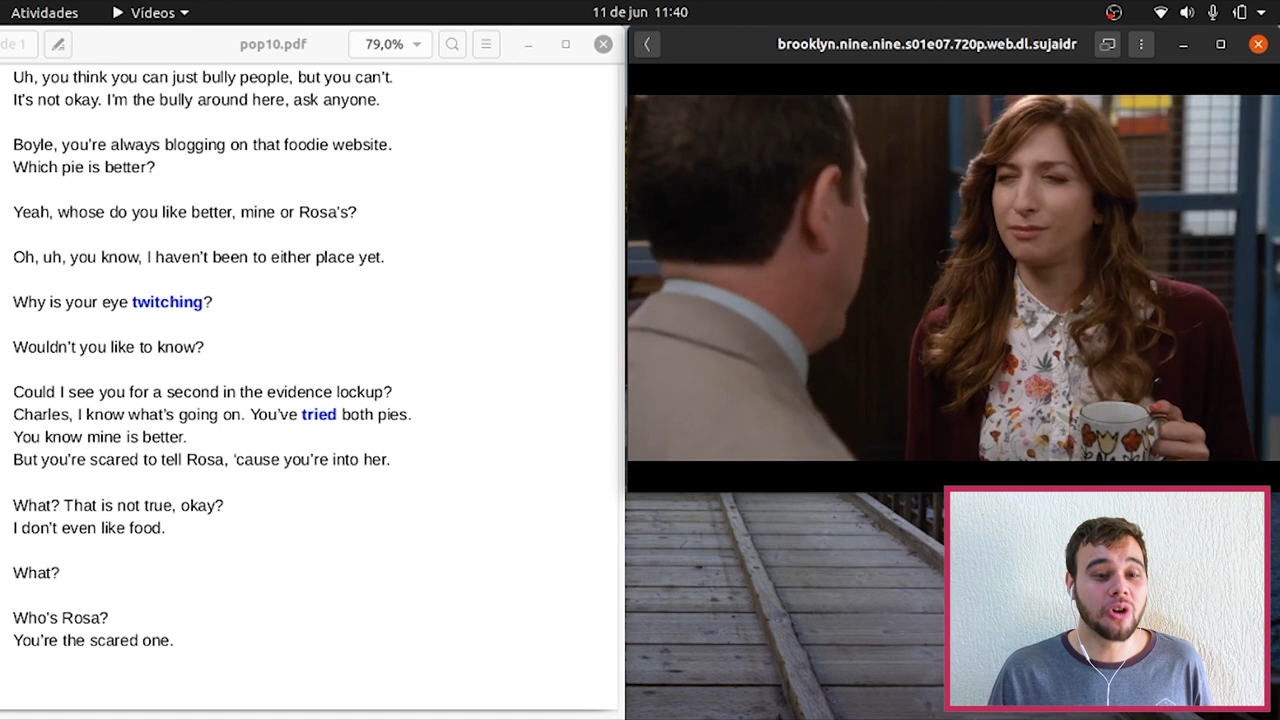 Atividades
Vídeos
11 de jun 11:40
de 1
pop10.pdf
79,0%
brooklyn.nine.nine.s01e07.720p.web.dl.sujaidr
Uh, you think you can just bully people, but you can't.
It's not okay. I'm the bully around here, ask anyone.
Boyle, you're always blogging on that foodie website.
Which pie is better?
Yeah, whose do you like better, mine or Rosa's?
Oh, uh, you know, I haven't been to either place yet.
Why is your eye twitching?
Wouldn't you like to know?
Could I see you for a second in the evidence lockup?
Charles, I know what's going on. You've tried both pies.
You know mine is better.
But you're scared to tell Rosa, ‘cause you're into her.
What? That is not true, okay?
I don't even like food.
What?
Who's Rosa?
You're the scared one.